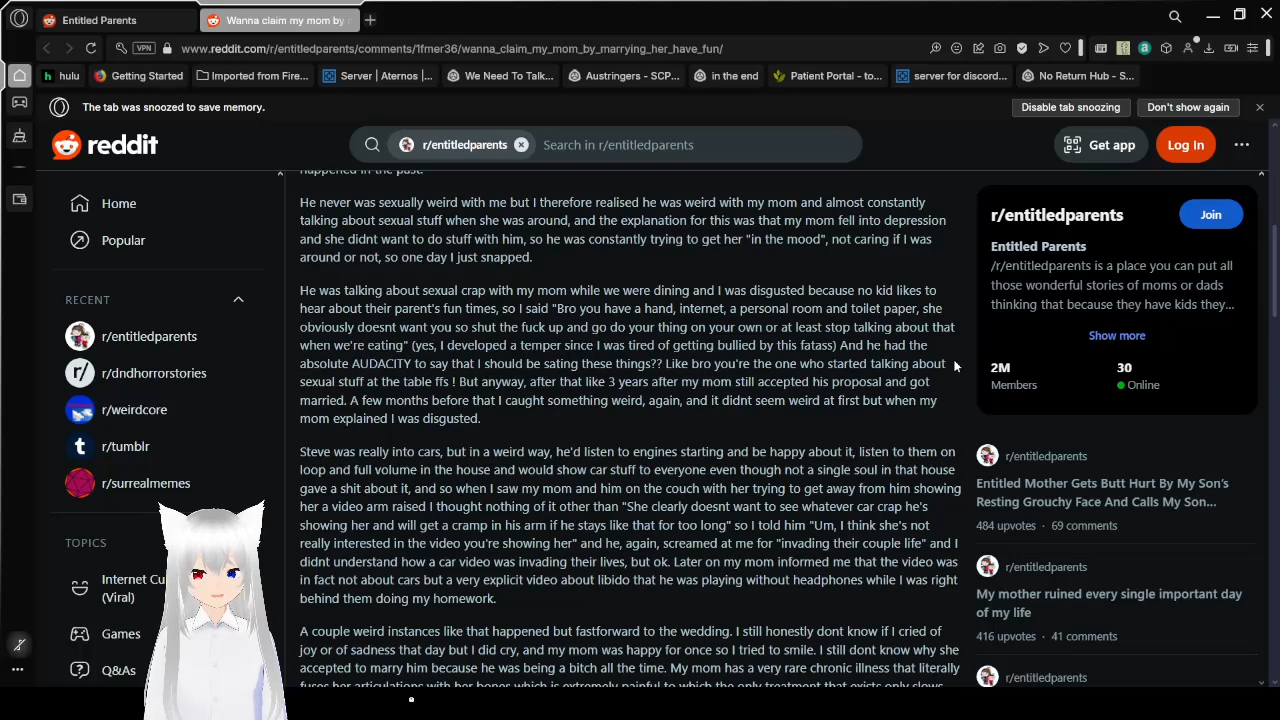 Entitled Parents
Wanna claim my mom by
VPN
www.reddit.com/r/entitledparents/comments/1fmer36/wanna_claim_my_mom_by_marrying_her_have_fun/
hulu
Getting Started
Imported from Fire...
Server | Aternos |...
We Need To Talk...
Austringers - SCP...
in the end
Patient Portal - to...
server for discord...
No Return Hub - S...
The tab was snoozed to save memory.
Disable tab snoozing
Don't show again
reddit
r/entitledparents
Search in r/entitledparents
Get app
Log In
Home
Popular
RECENT
r/entitledparents
r/dndhorrorstories
r/weirdcore
r/tumblr
r/surrealmemes
TOPICS
Internet Cu
(Viral)
Games
Q&As
happened in the past.
He never was sexually weird with me but I therefore realised he was weird with my mom and almost constantly
talking about sexual stuff when she was around, and the explanation for this was that my mom fell into depression
and she didnt want to do stuff with him, so he was constantly trying to get her "in the mood", not caring if I was
around or not, so one day I just snapped.
He was talking about sexual crap with my mom while we were dining and I was disgusted because no kid likes to
hear about their parent's fun times, so I said "Bro you have a hand, internet, a personal room and toilet paper, she
obviously doesnt want you so shut the fuck up and go do your thing on your own or at least stop talking about that
when we're eating" (yes, I developed a temper since I was tired of getting bullied by this fatass) And he had the
absolute AUDACITY to say that I should be sating these things?? Like bro you're the one who started talking about
sexual stuff at the table ffs ! But anyway, after that like 3 years after my mom still accepted his proposal and got
married. A few months before that I caught something weird, again, and it didnt seem weird at first but when my
mom explained I was disgusted.
Steve was really into cars, but in a weird way, he'd listen to engines starting and be happy about it, listen to them on
loop and full volume in the house and would show car stuff to everyone even though not a single soul in that house
gave a shit about it, and so when I saw my mom and him on the couch with her trying to get away from him showing
her a video arm raised I thought nothing of it other than "She clearly doesnt want to see whatever car crap he's
showing her and will get a cramp in his arm if he stays like that for too long" so I told him "Um, I think she's not
really interested in the video you're showing her" and he, again, screamed at me for "invading their couple life" and I
didnt understand how a car video was invading their lives, but ok. Later on my mom informed me that the video was
in fact not about cars but a very explicit video about libido that he was playing without headphones while I was right
behind them doing my homework.
A couple weird instances like that happened but fastforward to the wedding. I still honestly dont know if I cried of
joy or of sadness that day but I did cry, and my mom was happy for once so I tried to smile. I still dont know why she
accepted to marry him because he was being a bitch all the time. My mom has a very rare chronic illness that literally
fuses her articulations with her bones which is extremely painful to which the only treatment that exists only slows
r/entitledparents
Join
Entitled Parents
/r/entitledparents is a place you can put all
those wonderful stories of moms or dads
thinking that because they have kids they...
Show more
2M
Members
30
Online
r/entitledparents
Entitled Mother Gets Butt Hurt By My Son's
Resting Grouchy Face And Calls My Son...
484 upvotes · 69 comments
r/entitledparents
My mother ruined every single important day
of my life
416 upvotes · 41 comments
r/entitledparents